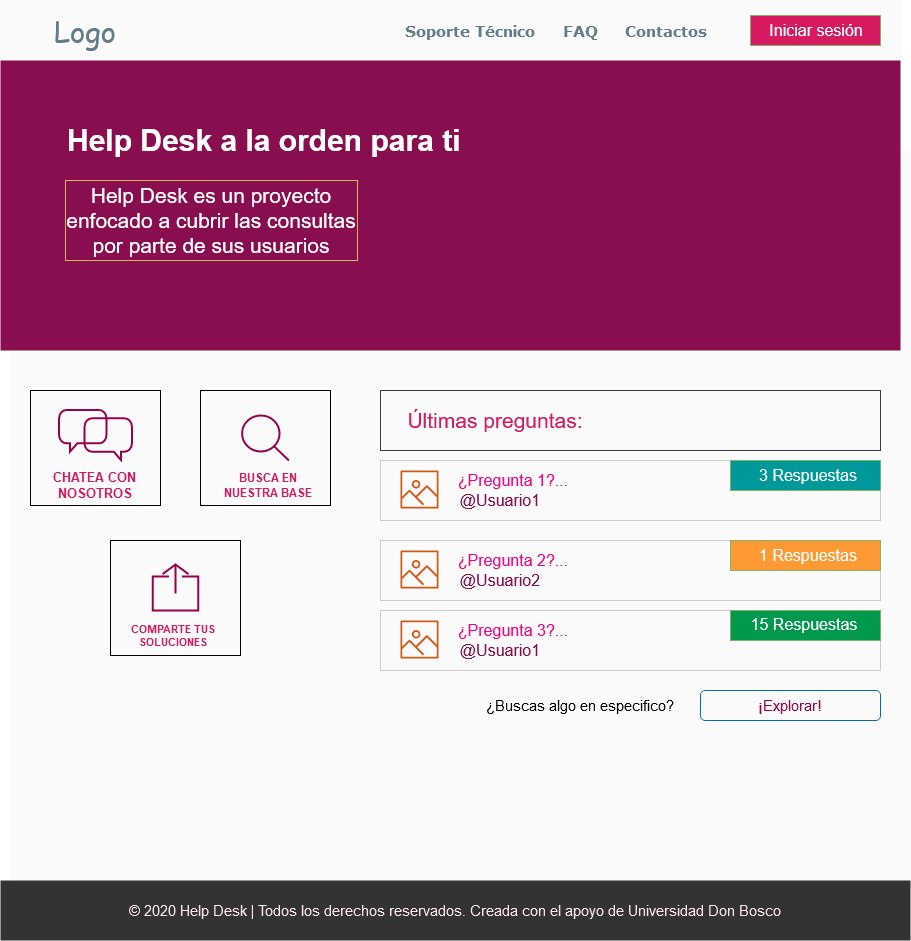 Logo
Soporte Técnico
FAQ
Contactos
Iniciar sesión
Help Desk a la orden para ti
Help Desk es un proyecto
enfocado a cubrir las consultas
por parte de sus usuarios
CHATEA CON
NOSOTROS
BUSCA EN
NUESTRA BASE
COMPARTE TUS
SOLUCIONES
Últimas preguntas:
¿Pregunta 1?...
@Usuario1
3 Respuestas
¿Pregunta 2?...
@Usuario2
1 Respuestas
¿Pregunta 3?...
@Usuario1
15 Respuestas
¿Buscas algo en especifico?
¡Explorar!
© 2020 Help Desk | Todos los derechos reservados. Creada con el apoyo de Universidad Don Bosco